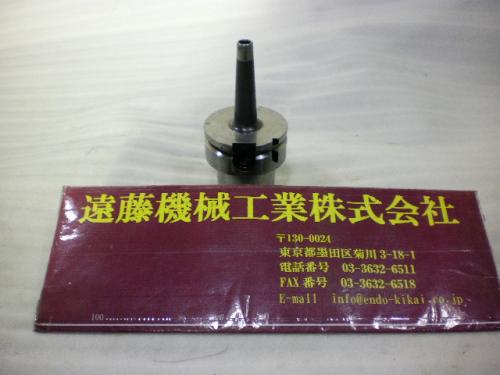 遠藤機械工業株式会社
〒130-0024
東京都墨田区菊川3-18-1
電話番号 03-3632-6511
FAX番号 03-3632-6518
E-mail info@endo-kikai.co.jp
100